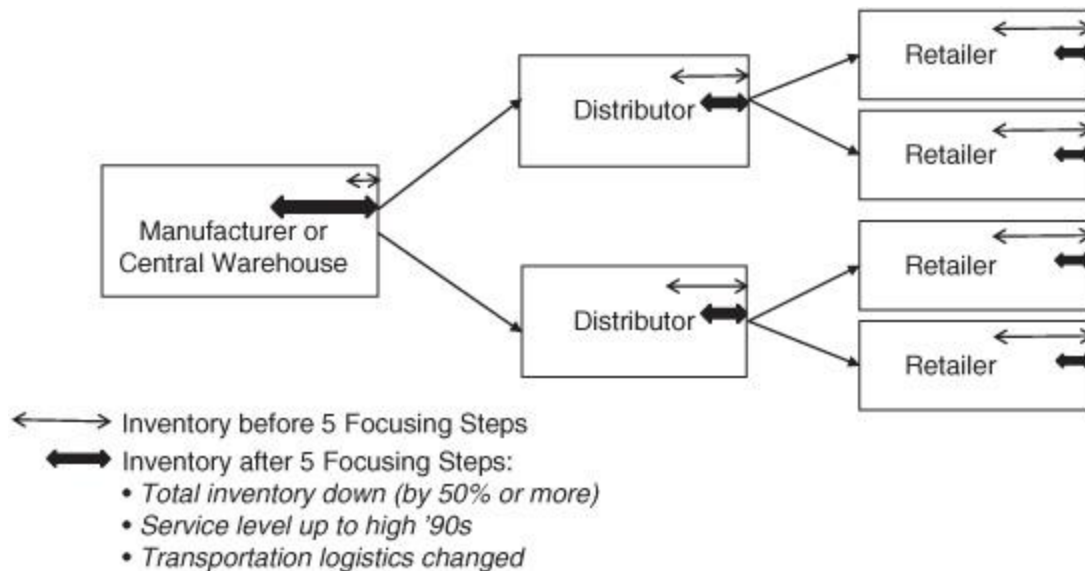 Retailer
Distributor
Retailer
Manufacturer or
Central Warehouse
Retailer
Distributor
Retailer
Inventory before 5 Focusing Steps
Inventory after 5 Focusing Steps:
• Total inventory down (by 50% or more)
• Service level up to high ’90s
• Transportation logistics changed